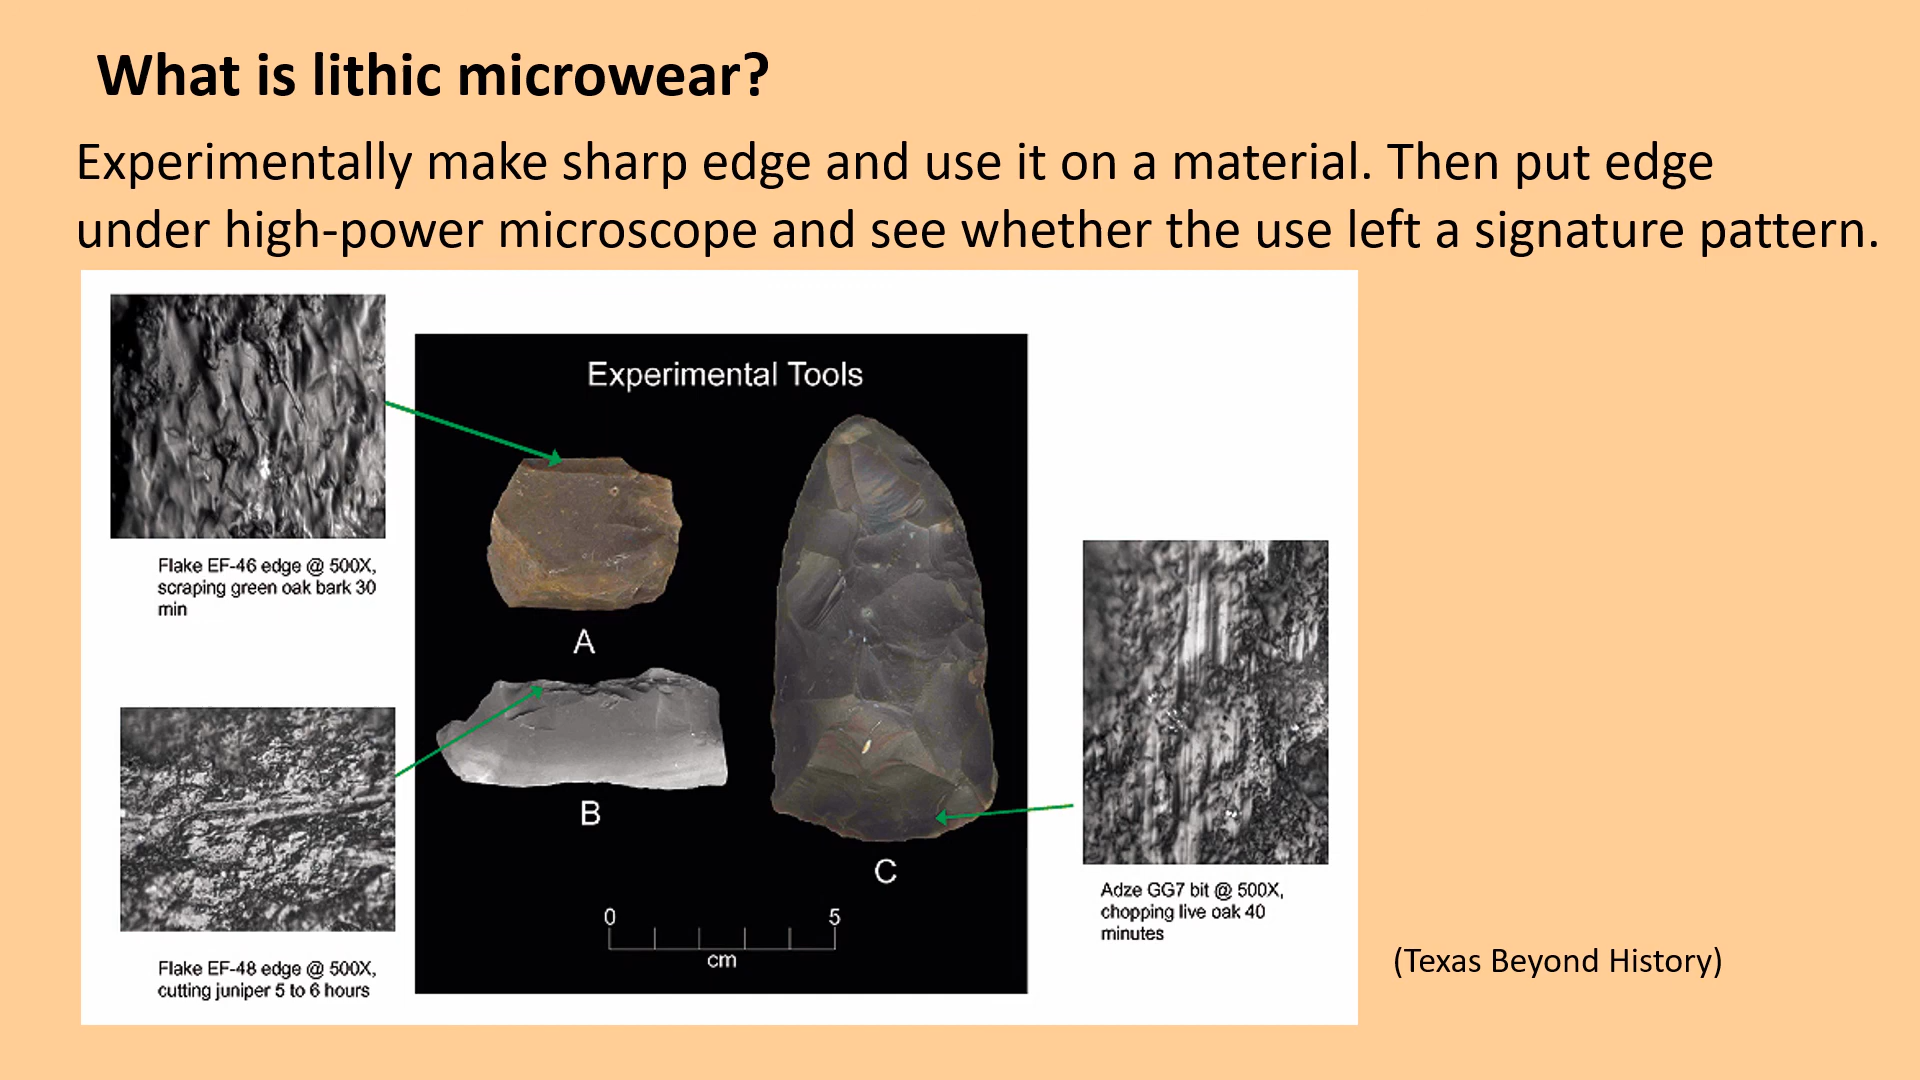 What is lithic microwear?
Experimentally make sharp edge and use it on a material. Then put edge
under high-power microscope and see whether the use left a signature pattern.
Experimental Tools
Flake EF-46 edge @ 500X,
scraping green oak bark 30
min
A
B
Flake EF-48 edge @ 500X,
cutting juniper 5 to 6 hours
C
0 5
cm
Adze GG7 bit @ 500X,
chopping live oak 40
minutes
(Texas Beyond History)